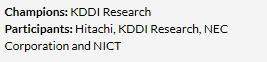 Champions: KDDI Research
Participants: Hitachi, KDDI Research, NEC
Corporation and NICT